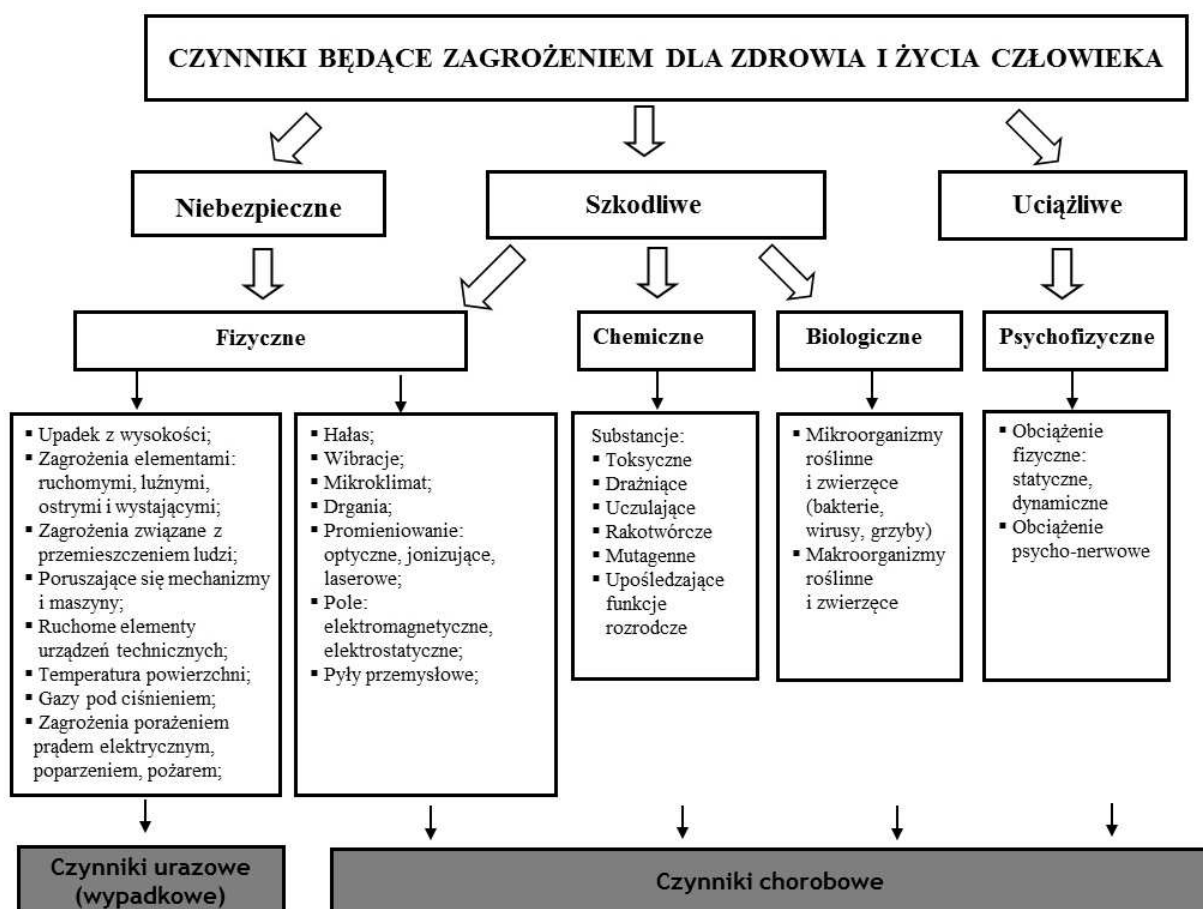 CZYNNIKI BĘDĄCE ZAGROŻENIEM DLA ZDROWIA I ŻYCIA CZŁOWIEKA
Niebezpieczne
Szkodliwe
Uciążliwe
Fizyczne
Chemiczne
Biologiczne
Psychofizyczne
▪ Upadek z wysokości;
▪ Zagrożenia elementami:
ruchomymi, łuźnymi,
ostrymi i wystającymi;
▪ Zagrożenia związane z
przemieszczeniem ludzi;
▪ Poruszające się mechanizmy
i maszyny;
▪ Ruchome elementy
urządzeń technicznych;
▪ Temperatura powierzchni;
▪ Gazy pod ciśnieniem;
▪ Zagrożenia porażeniem
prądem elektrycznym,
poparzeniem, pożarem;
▪ Hałas;
▪ Wibracje;
▪ Mikroklimat;
▪ Drgania;
▪ Promieniowanie:
optyczne, jonizujące,
laserowe;
▪ Pole:
elektromagnetyczne,
elektrostatyczne;
▪ Pyły przemysłowe;
Substancje:
▪ Toksyczne
▪ Drażniące
▪ Uczulające
▪ Rakotwórcze
▪ Mutagenne
▪ Upośledzające
funkcje
rozrodcze
▪ Mikroorganizmy
roślinne
i zwierzęce
(bakterie,
wirusy, grzyby)
▪ Makroorganizmy
roślinne
i zwierzęce
▪ Obciążenie
fizyczne:
statyczne,
dynamiczne
▪ Obciążenie
psycho-nerwowe
Czynniki urazowe
(wypadkowe)
Czynniki chorobowe